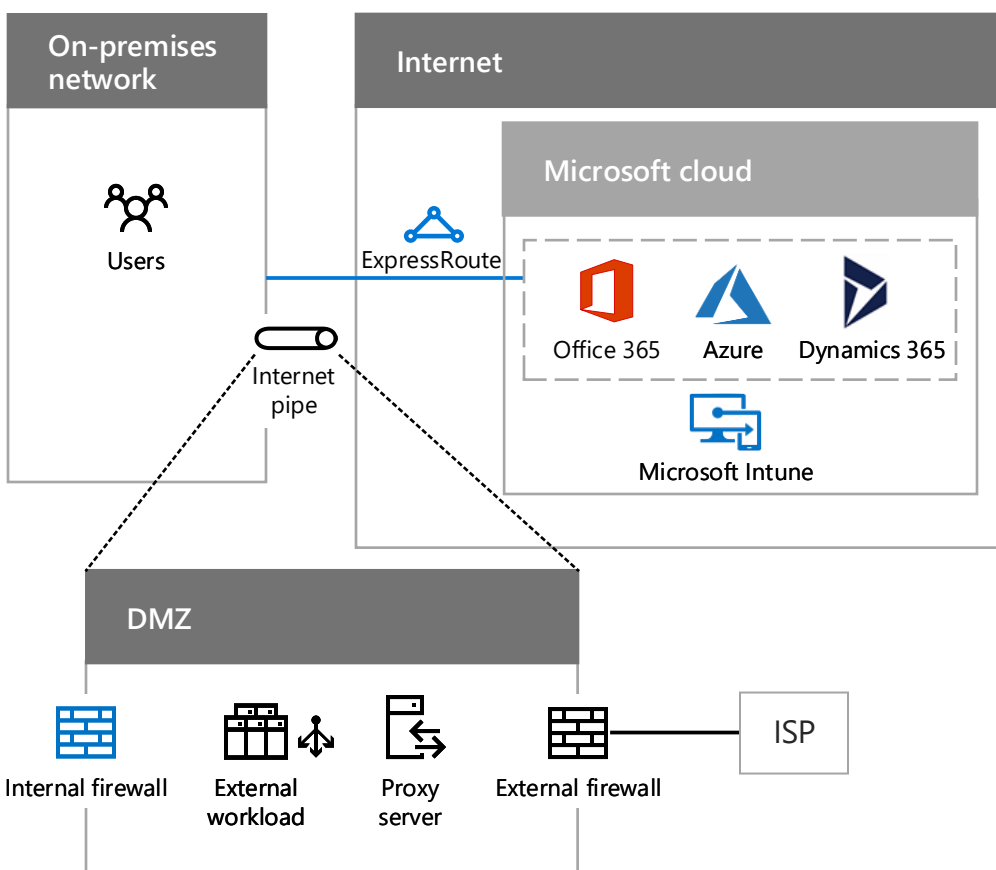 On-premises
network
Internet
Microsoft cloud
Users
ExpressRoute
Office 365
Azure
Dynamics 365
Internet
pipe
Microsoft Intune
DMZ
ISP
Internal firewall
External
workload
Proxy
server
External firewall